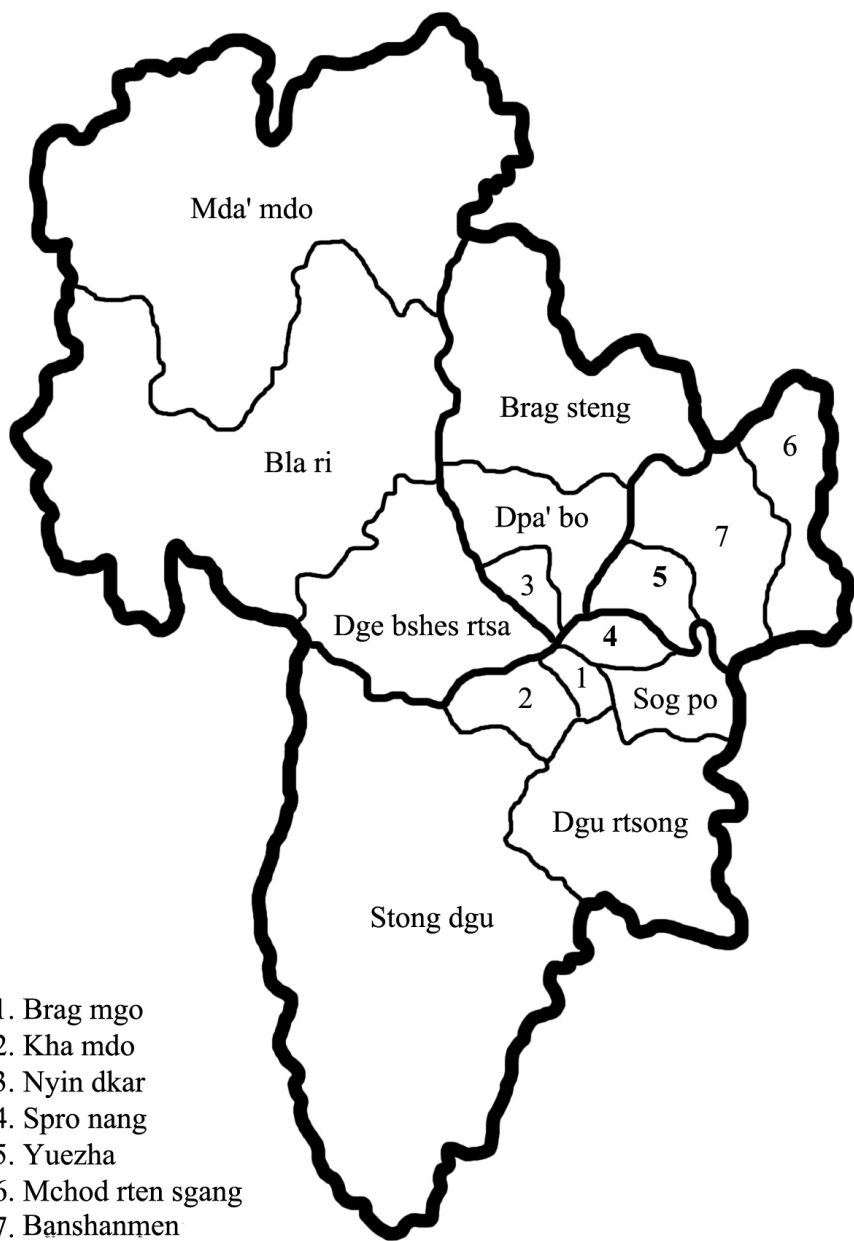 Mda' mdo
Brag steng
6
Bla ri
Dpa' bo
7
5
3
Dge bshes rtsa
4
1
2
Sog po
Dgu rtsong
Stong dgu
1. Brag mgo
2. Kha mdo
3. Nyin dkar
4. Spro nang
5. Yuezha
6. Mchod rten sgang
7. Banshanmen